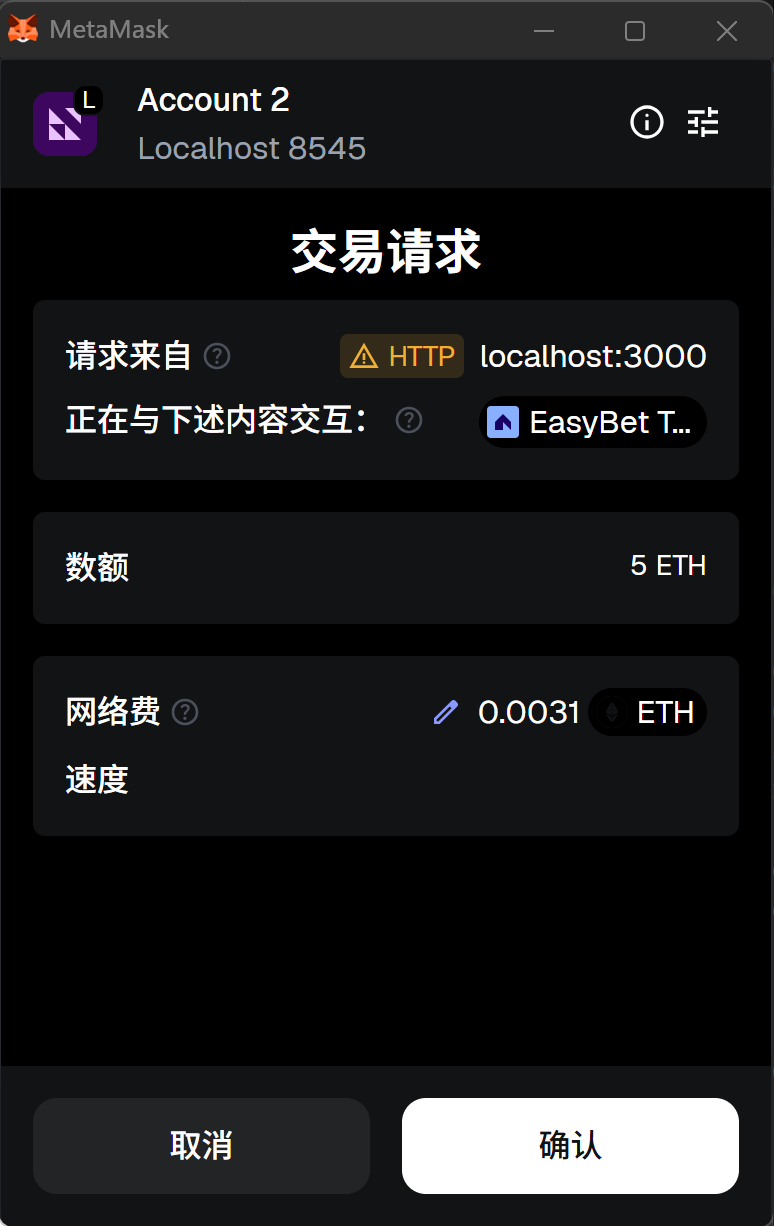 MetaMask
L
Account 2
Localhost 8545
交易请求
请求来自 HTTP localhost:3000
正在与下述内容交互： EasyBet T...
数额 5 ETH
网络费 0.0031 ETH
速度
取消 确认